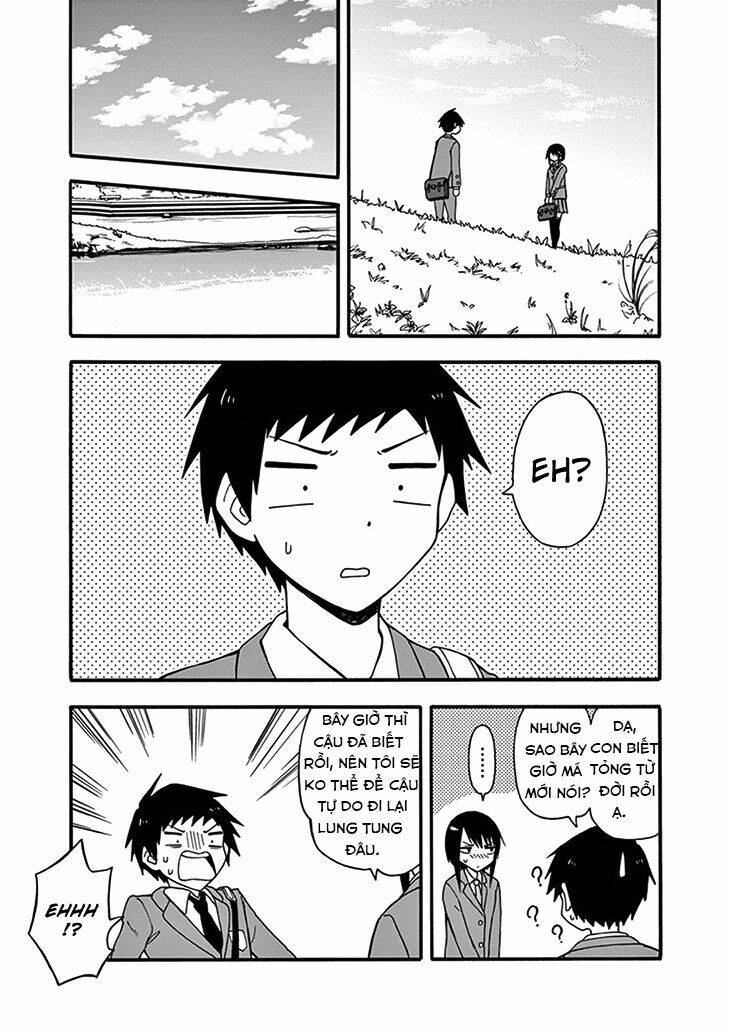 EH?
DẠ,
CON BIẾT
TỎNG TỪ
ĐỜI RỒI
Ạ.
NHƯNG
SAO BÂY
GIỜ MÁ
MỚI NÓI?
......
BÂY GIỜ THÌ
CẬU ĐÃ BIẾT
RỒI, NÊN TÔI SẼ
KO THỂ ĐỂ CẬU
TỰ DO ĐI LẠI
LUNG TUNG
ĐÂU.
EHHH
!?